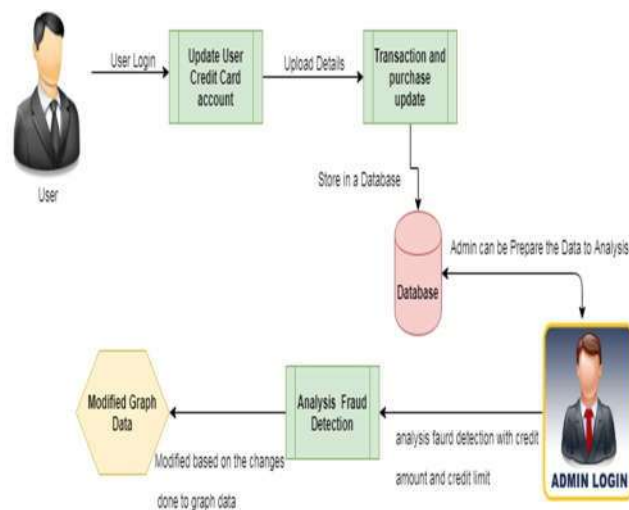 User Login
Update User
Credit Card
account
Upload Details
Transaction and
purchase
update
User
Store in a Database
Admin can be Prepare the Data to Analysis
Database
Modified Graph
Data
Analysis Fraud
Detection
analysis faurd detection with credit
amount and credit limit
Modified based on the changes
done to graph data
ADMIN LOGIN